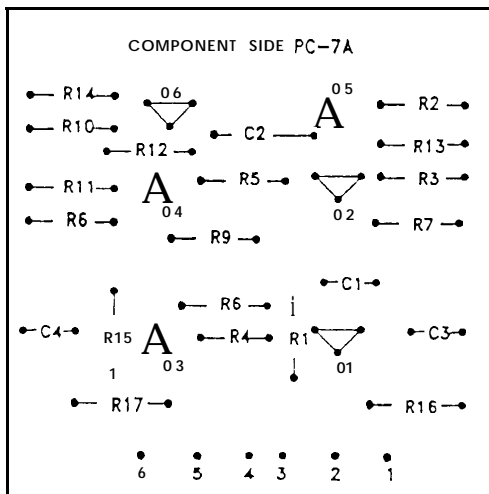 COMPONENT SIDE PC-7A
R14 06 A 05 R2
R10 C2 R13
R12
R11 A 04 R5 02 R3
R6 R7
R9
C1
R6 i
C4 R15 A 03 R4 R1 01 C3
1
R17 R16
6 5 4 3 2 1